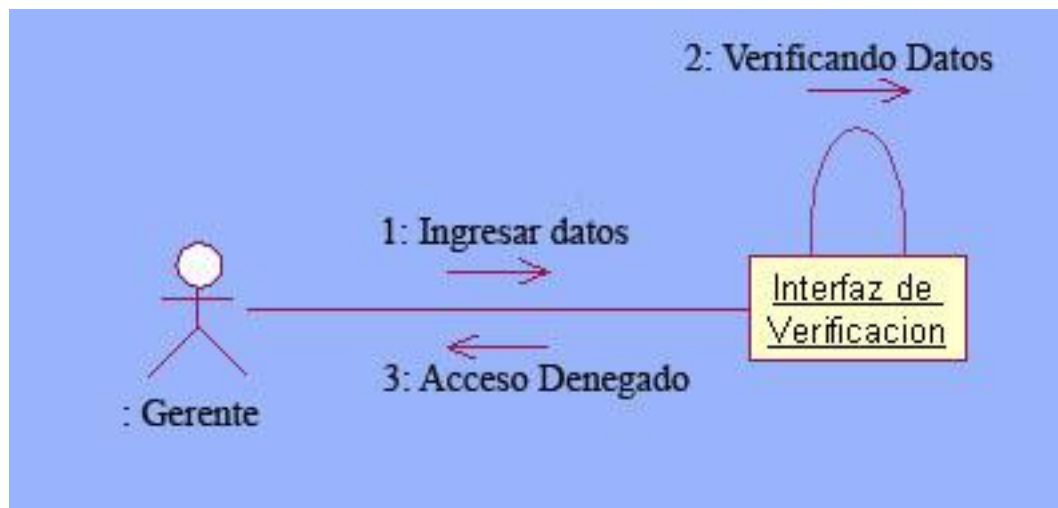 2: Verificando Datos
1: Ingresar datos
Interfaz de
Verificacion
3: Acceso Denegado
: Gerente